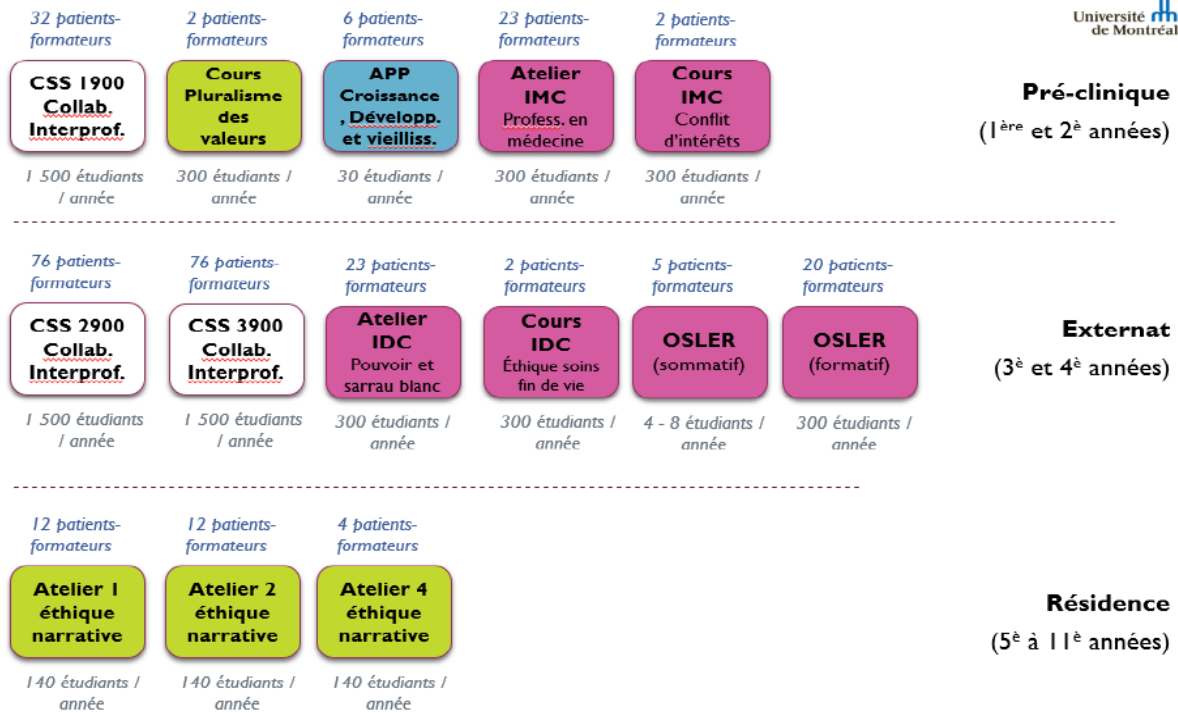 Université
de Montréal
32 patients-
formateurs
CSS 1900
Collab.
Interprof.
1 500 étudiants
/ année
2 patients-
formateurs
Cours
Pluralisme
des
valeurs
300 étudiants /
année
6 patients-
formateurs
APP
Croissance
, Développ.
et vieilliss.
30 étudiants /
année
23 patients-
formateurs
Atelier
IMC
Profess. en
médecine
300 étudiants /
année
2 patients-
formateurs
Cours
IMC
Conflit
d'intérêts
300 étudiants /
année
Pré-clinique
(1ère et 2è années)
76 patients-
formateurs
CSS 2900
Collab.
Interprof.
1 500 étudiants
/ année
76 patients-
formateurs
CSS 3900
Collab.
Interprof.
1 500 étudiants
/ année
23 patients-
formateurs
Atelier
IDC
Pouvoir et
sarrau blanc
300 étudiants /
année
2 patients-
formateurs
Cours
IDC
Éthique soins
fin de vie
300 étudiants /
année
5 patients-
formateurs
OSLER
(sommatif)
4 - 8 étudiants /
année
20 patients-
formateurs
OSLER
(formatif)
300 étudiants /
année
Externat
(3è et 4è années)
12 patients-
formateurs
Atelier 1
éthique
narrative
140 étudiants /
année
12 patients-
formateurs
Atelier 2
éthique
narrative
140 étudiants /
année
4 patients-
formateurs
Atelier 4
éthique
narrative
140 étudiants /
année
Résidence
(5è à 11è années)